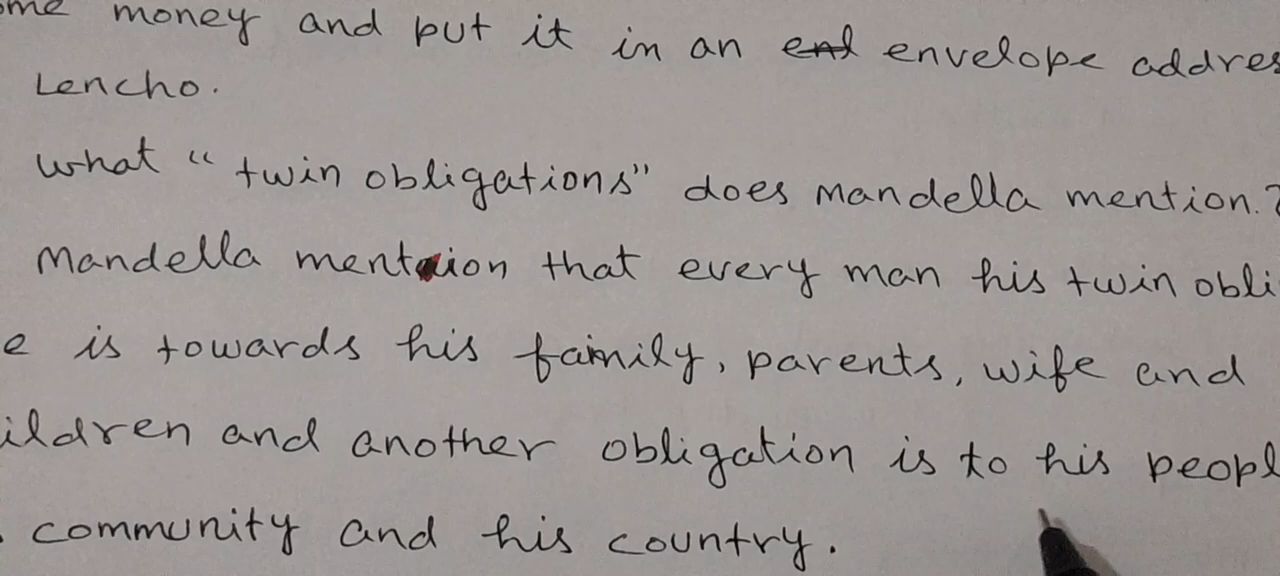 ome money and but it in an envelope addres
Lencho.
what "twin obligations" does Mandella mention.?
Mandella mention that every man his twin obli
e is towards his family, parents, wife and
ildren and another obligation is to his peopl
. community and his country.